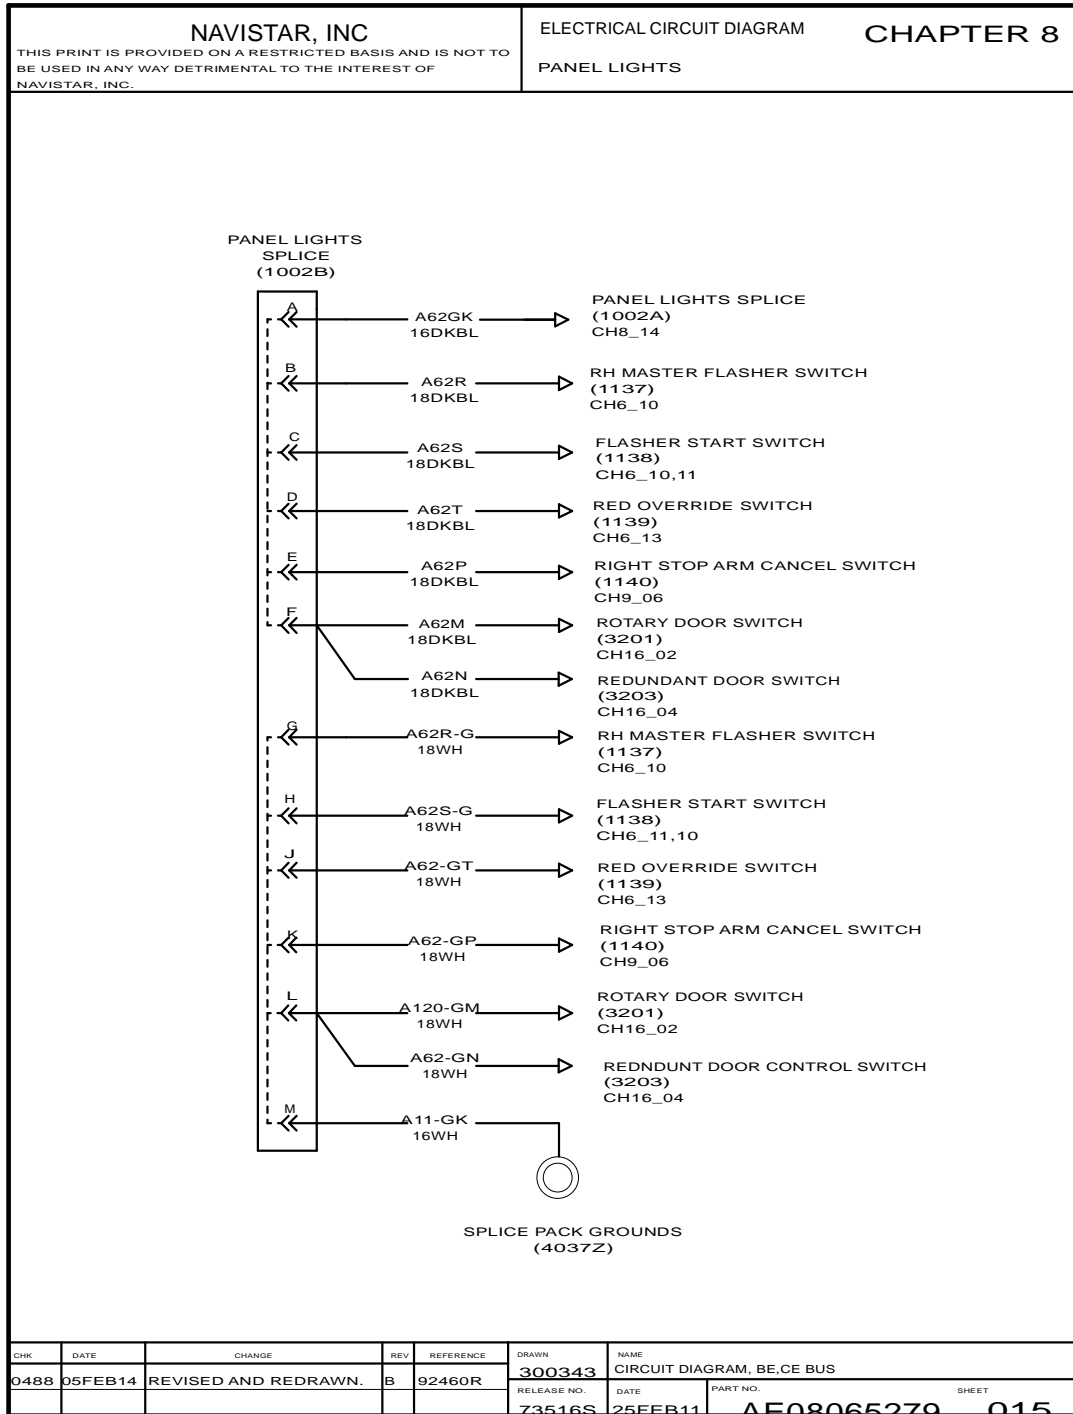 NAVISTAR, INC
THIS PRINT IS PROVIDED ON A RESTRICTED BASIS AND IS NOT TO
BE USED IN ANY WAY DETRIMENTAL TO THE INTEREST OF
NAVISTAR, INC.
ELECTRICAL CIRCUIT DIAGRAM
CHAPTER 8
PANEL LIGHTS
PANEL LIGHTS
SPLICE
(1002B)
A
A62GK
16DKBL
PANEL LIGHTS SPLICE
(1002A)
CH8_14
B
A62R
18DKBL
RH MASTER FLASHER SWITCH
(1137)
CH6_10
C
A62S
18DKBL
FLASHER START SWITCH
(1138)
CH6_10,11
D
A62T
18DKBL
RED OVERRIDE SWITCH
(1139)
CH6_13
E
A62P
18DKBL
RIGHT STOP ARM CANCEL SWITCH
(1140)
CH9_06
F
A62M
18DKBL
ROTARY DOOR SWITCH
(3201)
CH16_02
A62N
18DKBL
REDUNDANT DOOR SWITCH
(3203)
CH16_04
G
A62R-G
18WH
RH MASTER FLASHER SWITCH
(1137)
CH6_10
H
A62S-G
18WH
FLASHER START SWITCH
(1138)
CH6_11,10
J
A62-GT
18WH
RED OVERRIDE SWITCH
(1139)
CH6_13
K
A62-GP
18WH
RIGHT STOP ARM CANCEL SWITCH
(1140)
CH9_06
L
A120-GM
18WH
ROTARY DOOR SWITCH
(3201)
CH16_02
A62-GN
18WH
REDNDUNT DOOR CONTROL SWITCH
(3203)
CH16_04
M
A11-GK
16WH
SPLICE PACK GROUNDS
(4037Z)
CHK DATE CHANGE REV REFERENCE
0488 05FEB14 REVISED AND REDRAWN. B 92460R
DRAWN
300343
NAME
CIRCUIT DIAGRAM, BE,CE BUS
RELEASE NO.
73516S
DATE
25FEB11
PART NO.
AE08065279
SHEET
015